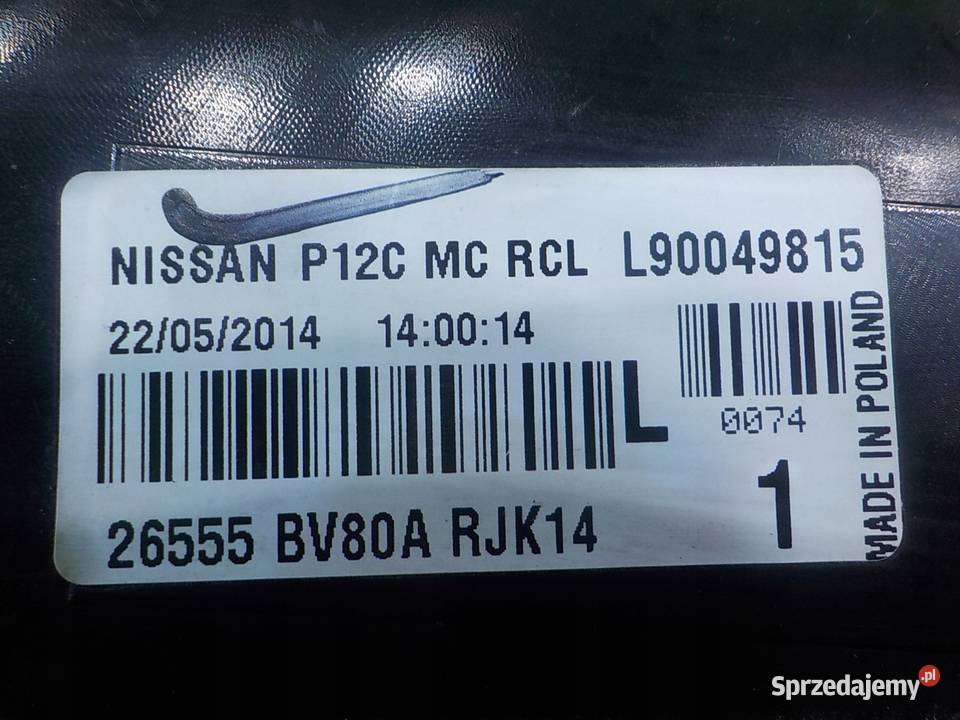 NISSAN P12C MC RCL L90049815
22/05/2014 14:00:14
L
0074
26555 BV80A RJK14
1
MADE IN POLAND
Sprzedajemy.pl